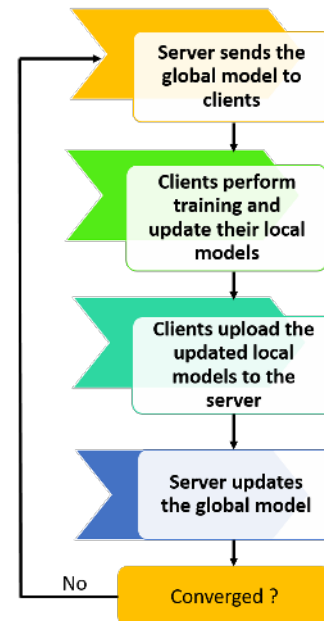 Server sends the
global model to
clients
Clients perform
training and
update their local
models
Clients upload the
updated local
models to the
server
Server updates
the global model
No
Converged ?